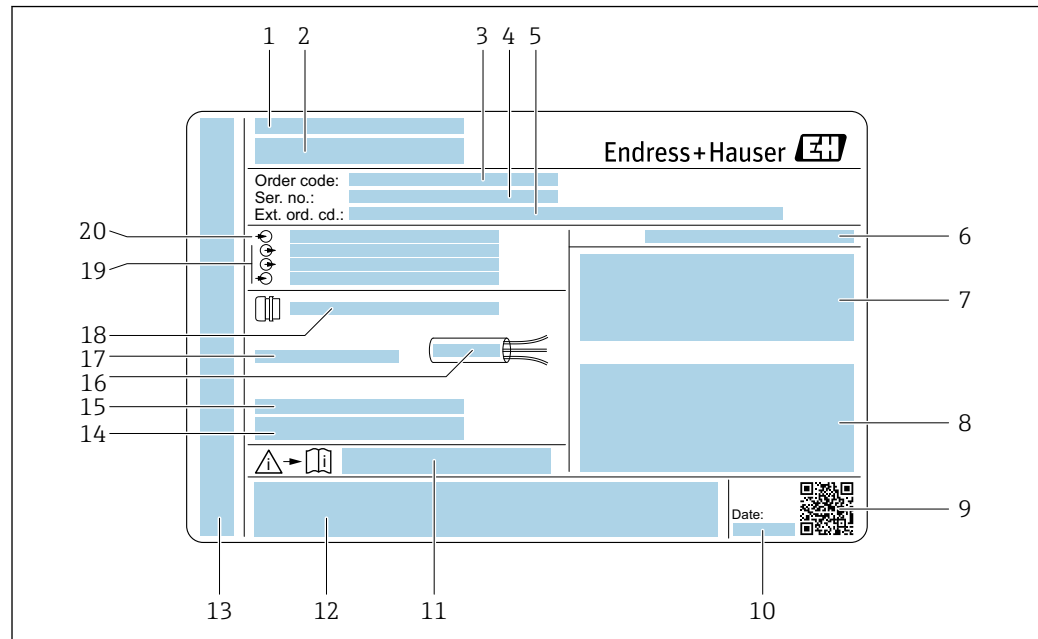 1 2 3 4 5
Endress+Hauser EH
Order code:
Ser. no.:
Ext. ord. cd.:
20
6
19
7
18
17
16
15
14
8
i i
9
Date:
13 12 11 10